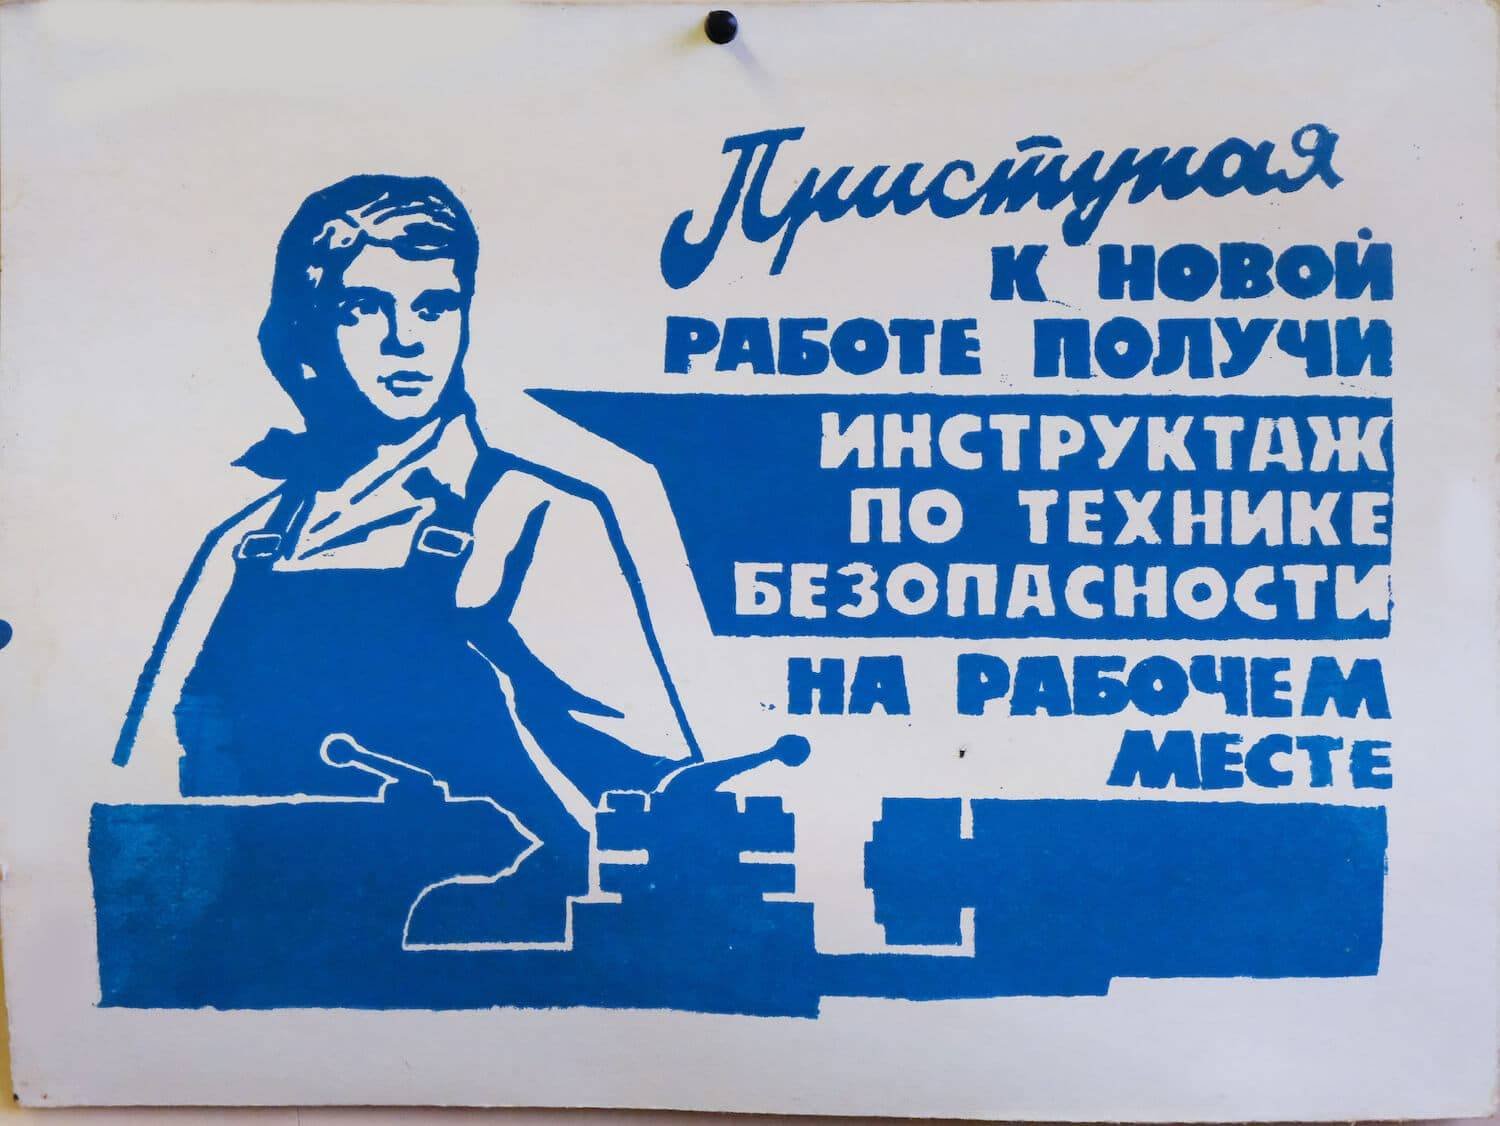 Приступая
К НОВОЙ
РАБОТЕ ПОЛУЧИ
ИНСТРУКТАЖ
ПО ТЕХНИКЕ
БЕЗОПАСНОСТИ
НА РАБОЧЕМ
МЕСТЕ